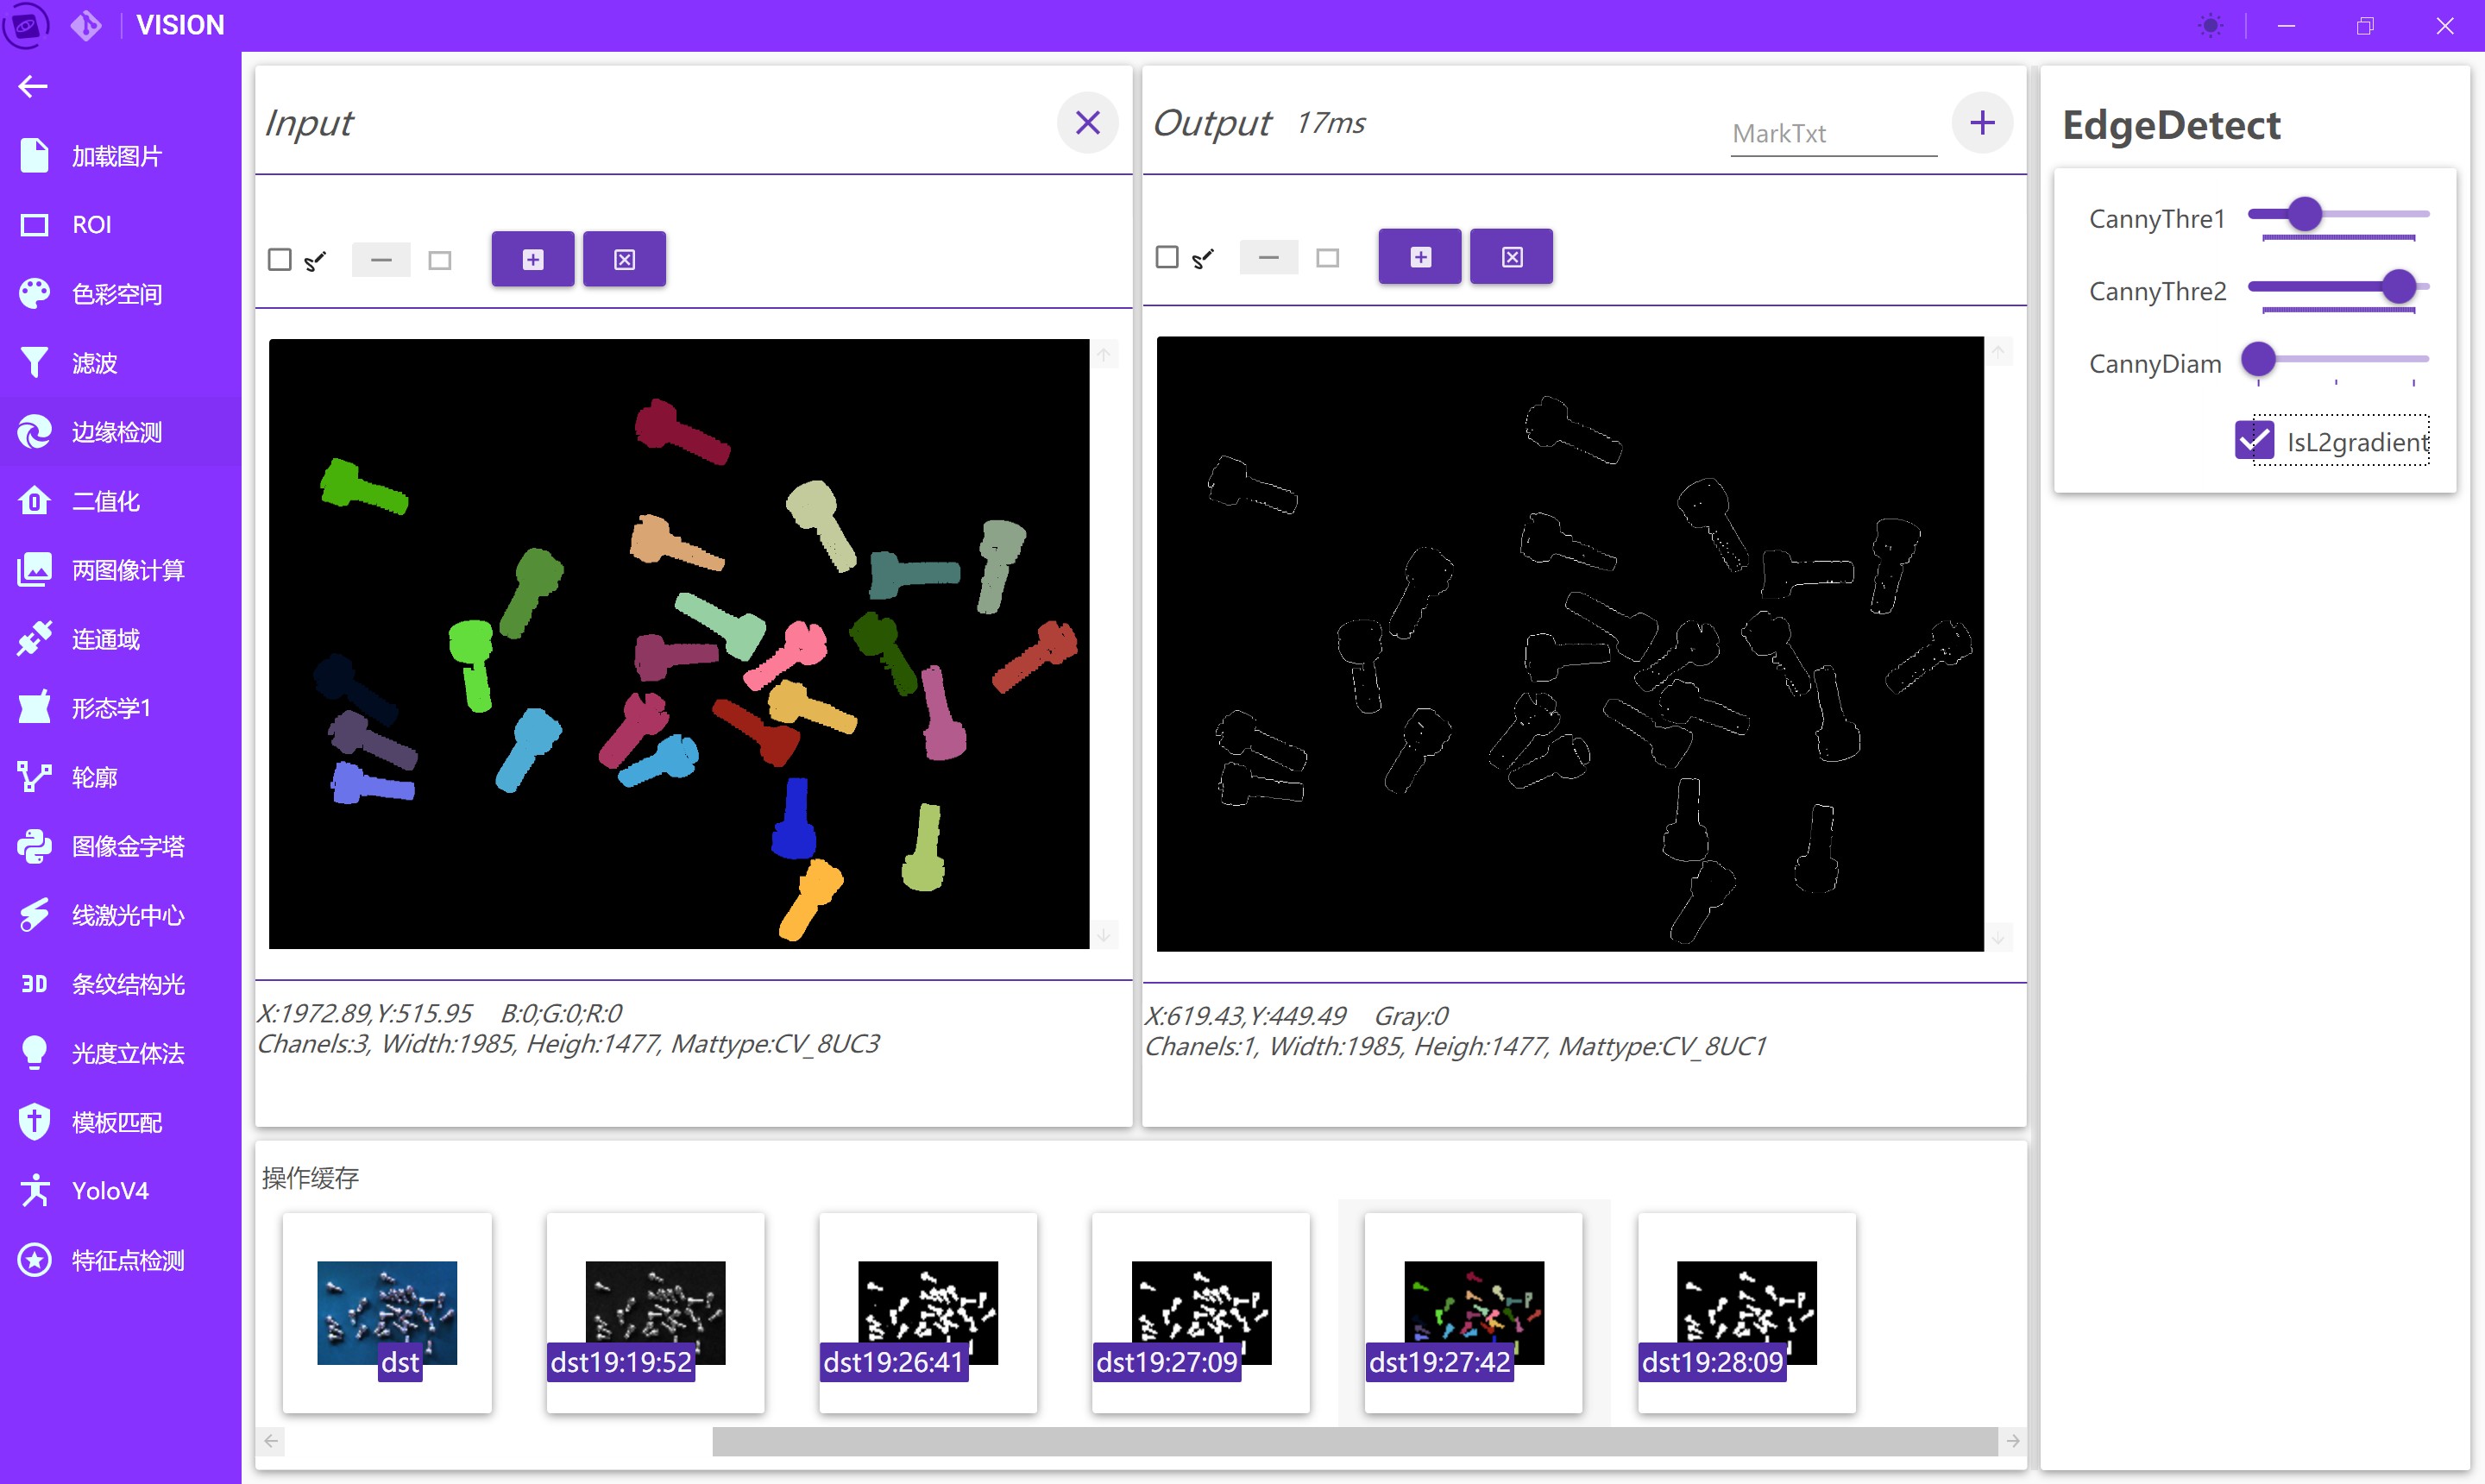 VISION
加载图片
ROI
色彩空间
滤波
边缘检测
二值化
两图像计算
连通域
形态学1
轮廓
图像金字塔
线激光中心
3D 条纹结构光
光度立体法
模板匹配
YoloV4
特征点检测
Input
X:1972.89,Y:515.95 B:0;G:0;R:0
Chanels:3, Width:1985, Heigh:1477, Mattype:CV_8UC3
Output 17ms
MarkTxt
X:619.43,Y:449.49 Gray:0
Chanels:1, Width:1985, Heigh:1477, Mattype:CV_8UC1
EdgeDetect
CannyThre1
CannyThre2
CannyDiam
IsL2gradient
操作缓存
dst
dst19:19:52
dst19:26:41
dst19:27:09
dst19:27:42
dst19:28:09